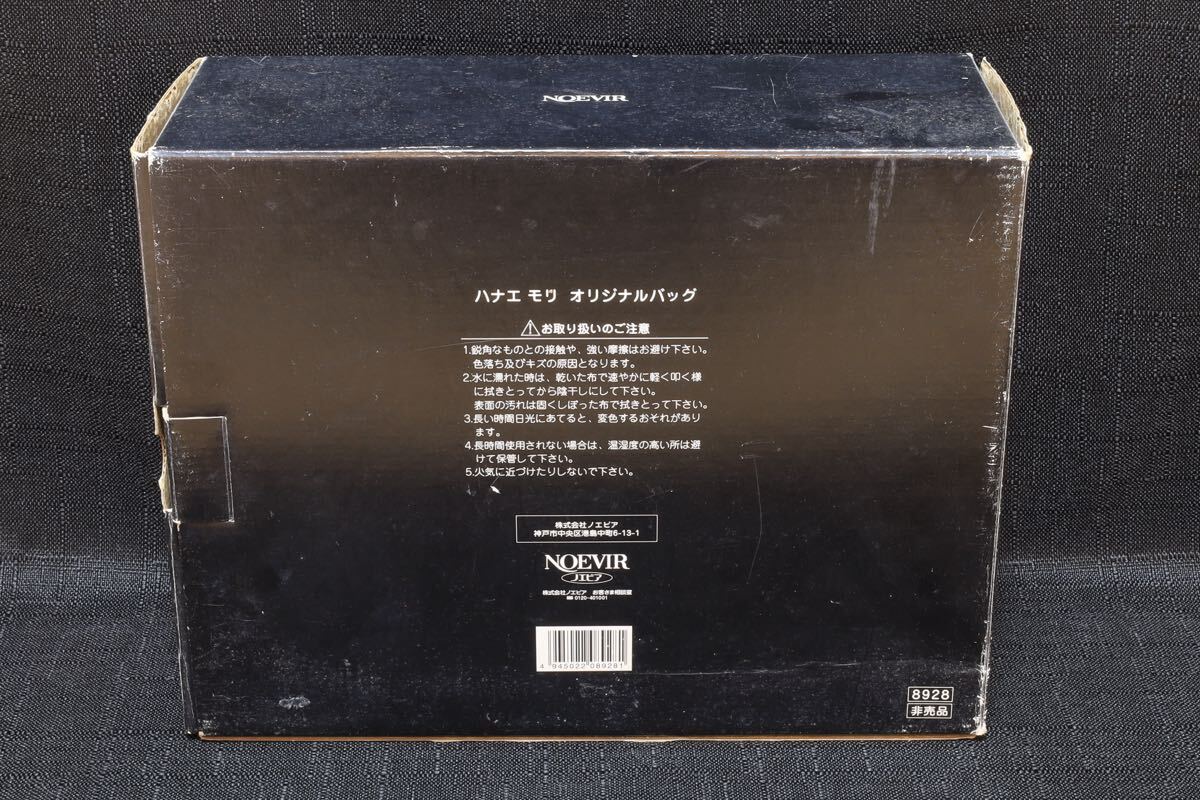 NOEVIR
ハナエ モリ オリジナルバッグ
⚠お取り扱いのご注意
1.鋭角なものとの接触や、強い摩擦はお避け下さい。
色落ち及びキズの原因となります。
2.水に濡れた時は、乾いた布で速やかに軽く叩く様
に拭きとってから陰干しにして下さい。
表面の汚れは固くしぼった布で拭きとって下さい。
3.長い時間日光にあてると、変色するおそれがあり
ます。
4.長時間使用されない場合は、温湿度の高い所は避
けて保管して下さい。
5.火気に近づけたりしないで下さい。
株式会社ノエビア
神戸市中央区港島中町6-13-1
NOEVIR
ノエビア
株式会社ノエビア お客さま相談室
0120-401001
4 945022 089281
8928
非売品